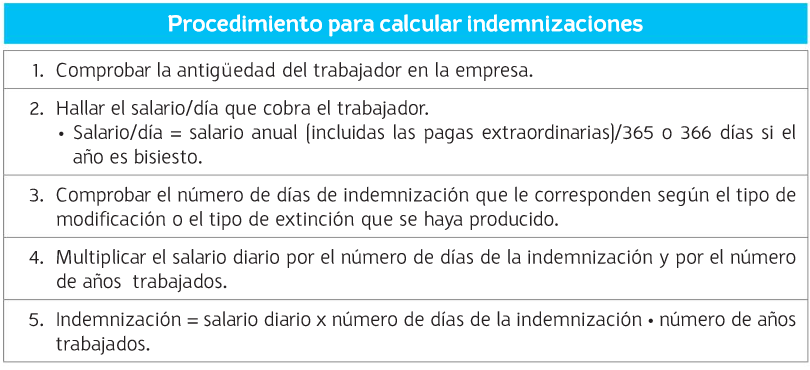 Procedimiento para calcular indemnizaciones
1. Comprobar la antigüedad del trabajador en la empresa.
2. Hallar el salario/día que cobra el trabajador.
• Salario/día = salario anual (incluidas las pagas extraordinarias)/365 o 366 días si el
año es bisiesto.
3. Comprobar el número de días de indemnización que le corresponden según el tipo de
modificación o el tipo de extinción que se haya producido.
4. Multiplicar el salario diario por el número de días de la indemnización y por el número
de años trabajados.
5. Indemnización = salario diario x número de días de la indemnización • número de años
trabajados.